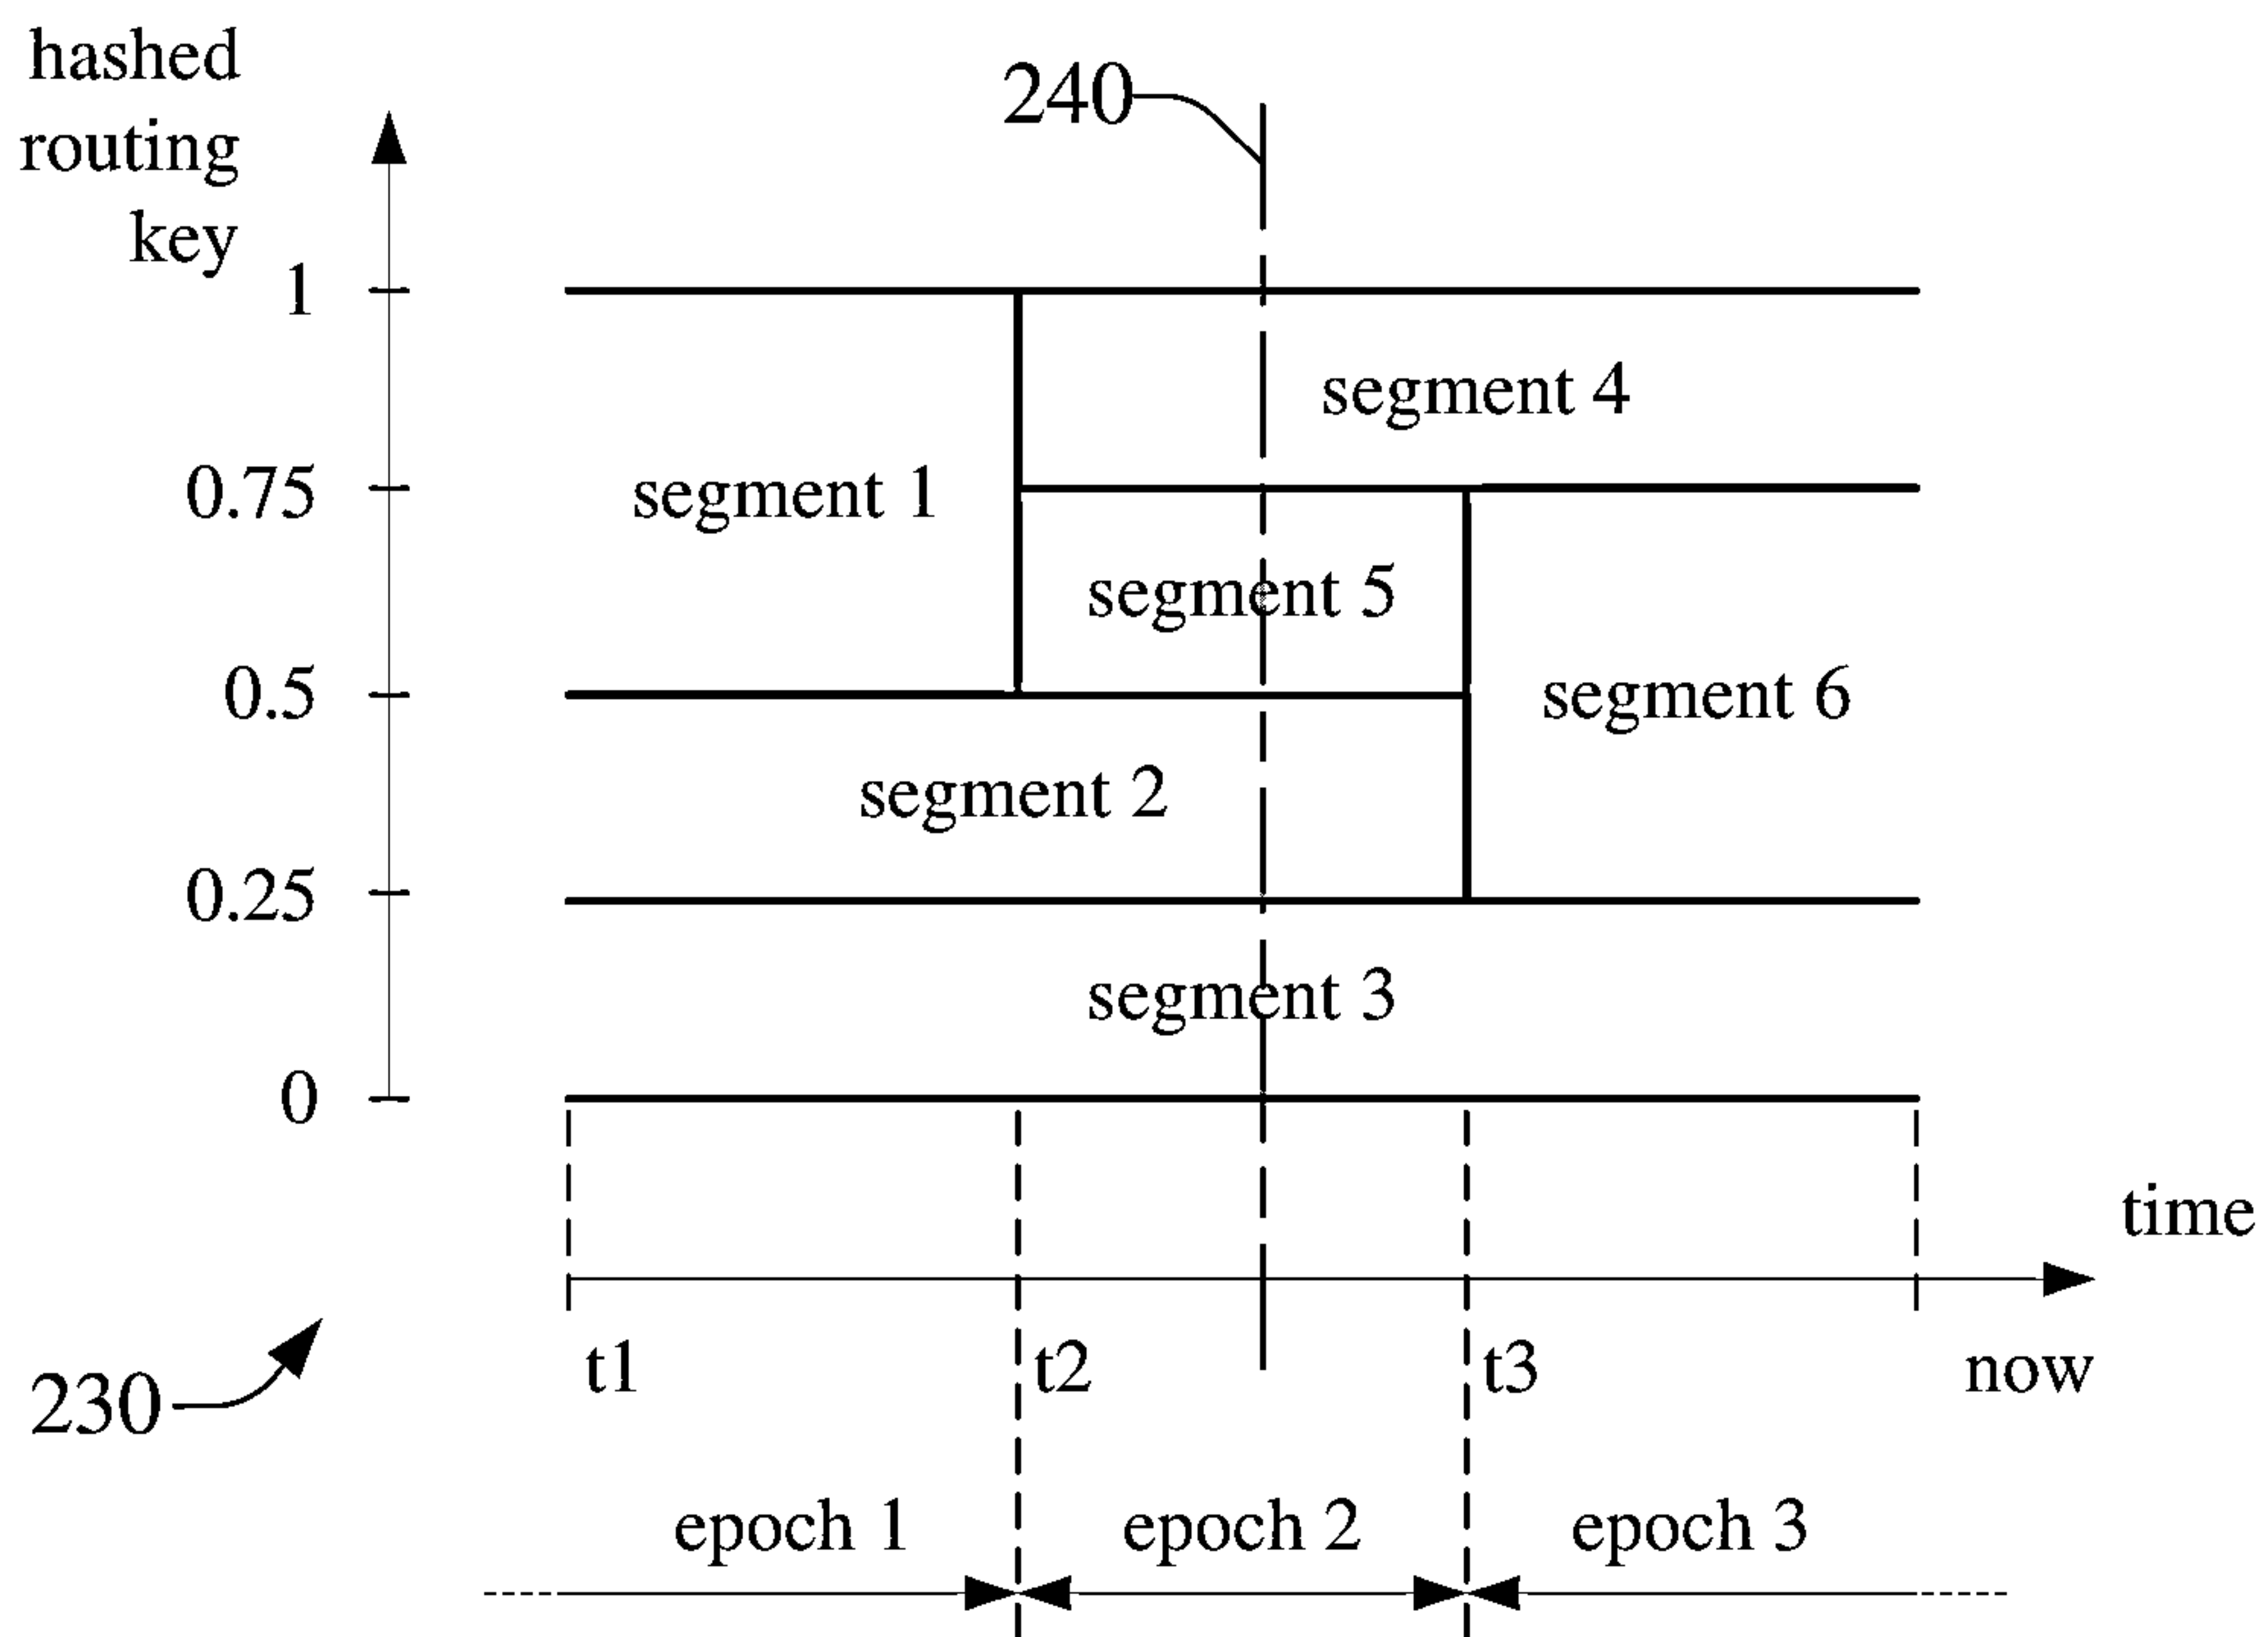 hashed
routing
key
240
1
segment 4
0.75
segment 1
segment 5
0.5
segment 6
segment 2
0.25
segment 3
0
time
t1
t2
t3
now
230
epoch 1
epoch 2
epoch 3